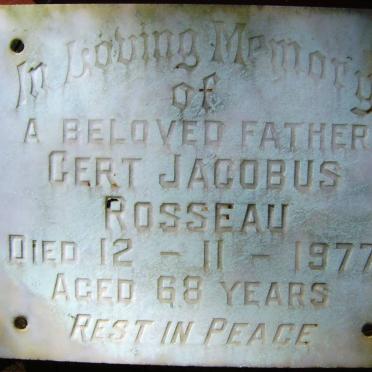 In Loving Memory
of
A BELOVED FATHER
GERT JACOBUS
ROSSEAU
DIED 12 - 11 - 1977
AGED 68 YEARS
REST IN PEACE